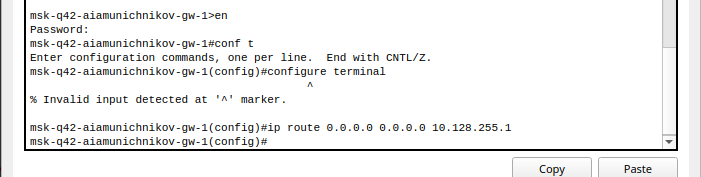 msk-q42-aiamunichnikov-gw-1>en
Password:
msk-q42-aiamunichnikov-gw-1#conf t
Enter configuration commands, one per line.  End with CNTL/Z.
msk-q42-aiamunichnikov-gw-1(config)#configure terminal
^
% Invalid input detected at '^' marker.
msk-q42-aiamunichnikov-gw-1(config)#ip route 0.0.0.0 0.0.0.0 10.128.255.1
msk-q42-aiamunichnikov-gw-1(config)#
Copy
Paste